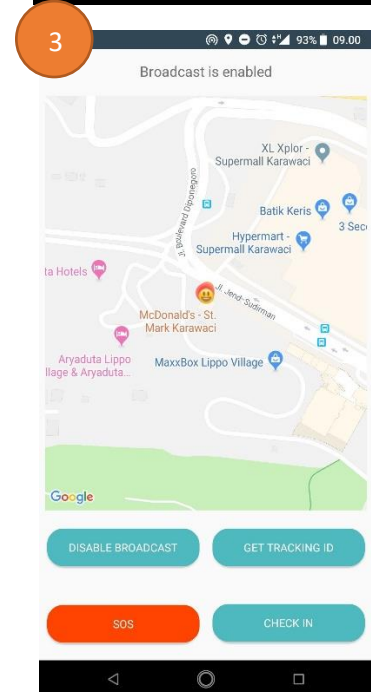 3
93% 09.00
Broadcast is enabled
XL Xplor -
Supermall Karawaci
Jl. Boulevard Diponegoro
Batik Keris
3 Seco
Hypermart -
Supermall Karawaci
ta Hotels
Jl. Jend. Sudirman
McDonald's - St.
Mark Karawaci
Aryaduta Lippo
llage & Aryaduta...
MaxxBox Lippo Village
Google
DISABLE BROADCAST
GET TRACKING ID
SOS
CHECK IN